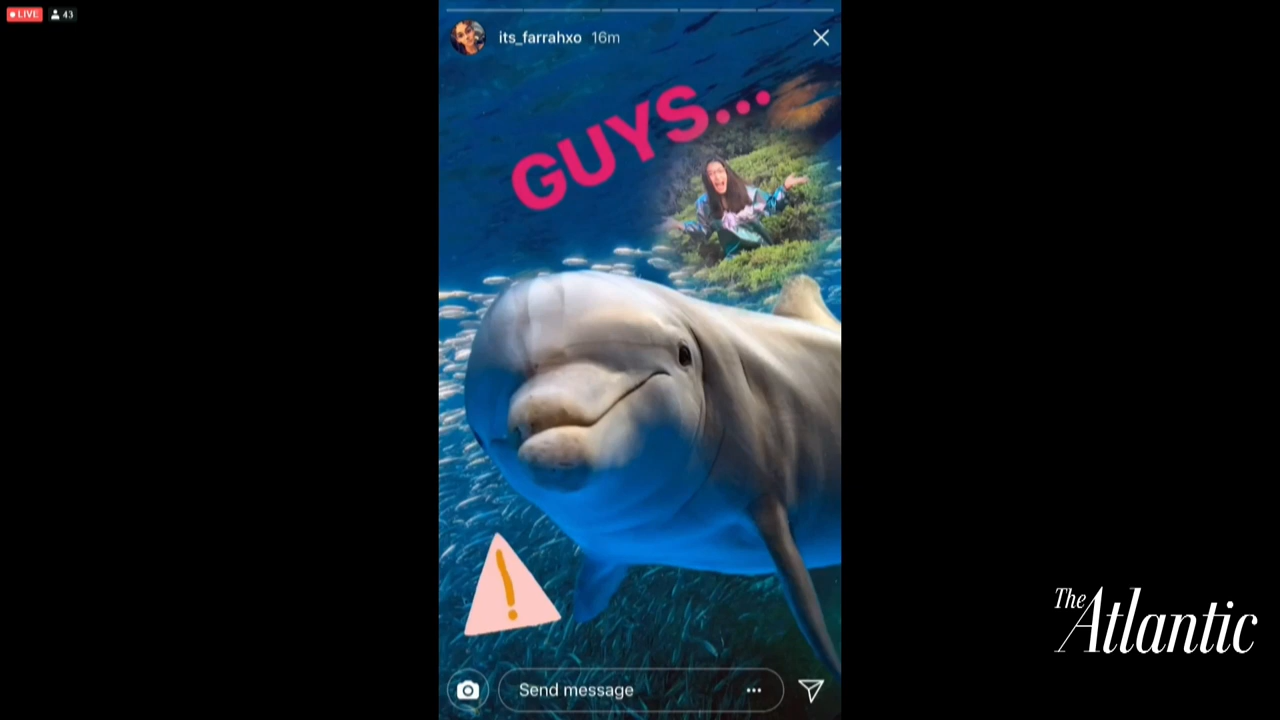 LIVE
43
its_farrahxo 16m
GUYS...
!
Send message
The Atlantic